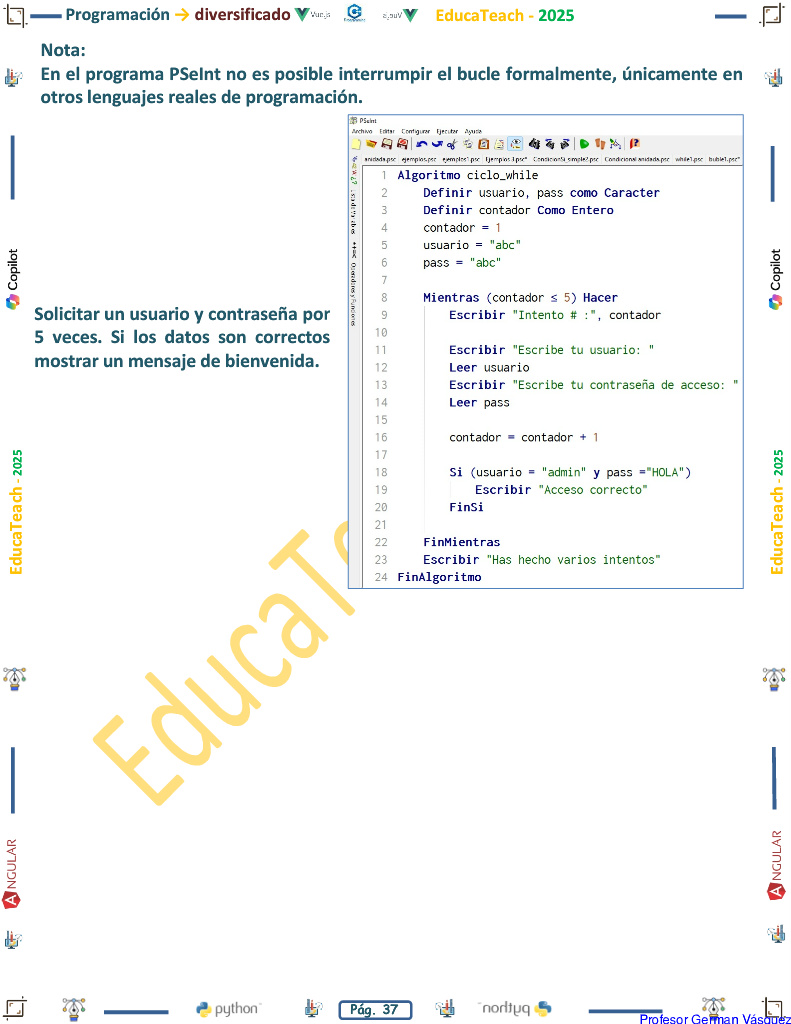 Programación → diversificado Vue.js EducaTeach - 2025
Nota:
En el programa PSeInt no es posible interrumpir el bucle formalmente, únicamente en
otros lenguajes reales de programación.
Solicitar un usuario y contraseña por
5 veces. Si los datos son correctos
mostrar un mensaje de bienvenida.
PSeInt
Archivo Editar Configurar Ejecutar Ayuda
anidada.psc ejemplos.psc ejemplos1.psc Ejemplos 3.psc* CondicionSi_simple2.psc Condicional anidada.psc while1.psc buble1.psc*
1 Algoritmo ciclo_while
2 Definir usuario, pass como Caracter
3 Definir contador Como Entero
4 contador = 1
5 usuario = "abc"
6 pass = "abc"
7
8 Mientras (contador ≤ 5) Hacer
9 Escribir "Intento # :", contador
10
11 Escribir "Escribe tu usuario: "
12 Leer usuario
13 Escribir "Escribe tu contraseña de acceso: "
14 Leer pass
15
16 contador = contador + 1
17
18 Si (usuario = "admin" y pass ="HOLA")
19 Escribir "Acceso correcto"
20 FinSi
21
22 FinMientras
23 Escribir "Has hecho varios intentos"
24 FinAlgoritmo
Copilot
Copilot
EducaTeach - 2025
EducaTeach - 2025
EducaTe
ANGULAR
ANGULAR
python
Pág. 37
python
Profesor German Vásquez